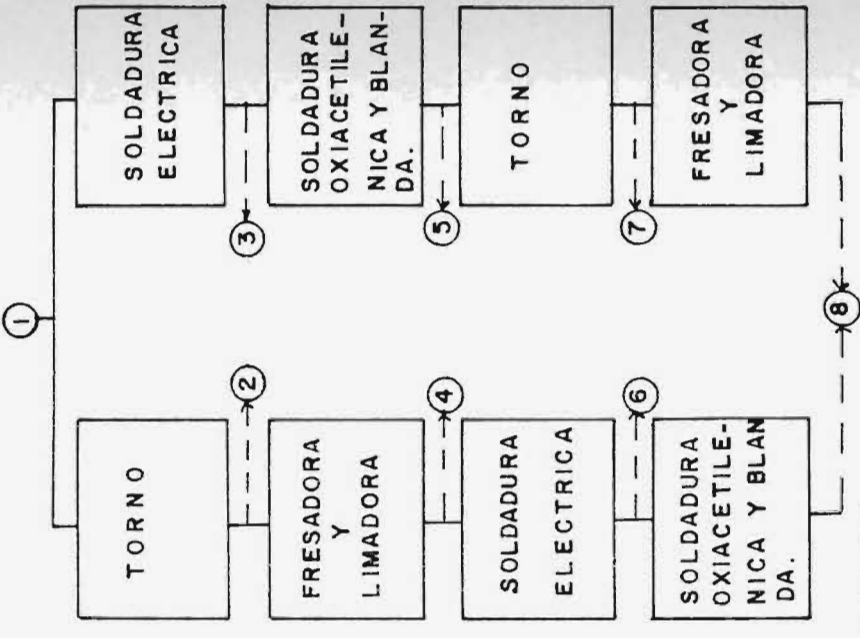 1
TORNO
2
FRESADORA
Y
LIMADORA
4
SOLDADURA
ELECTRICA
6
SOLDADURA
OXIACETILE-
NICA Y BLAN
DA.
SOLDADURA
ELECTRICA
3
SOLDADURA
OXIACETILE-
NICA Y BLAN-
DA.
5
TORNO
7
FRESADORA
Y
LIMADORA
8